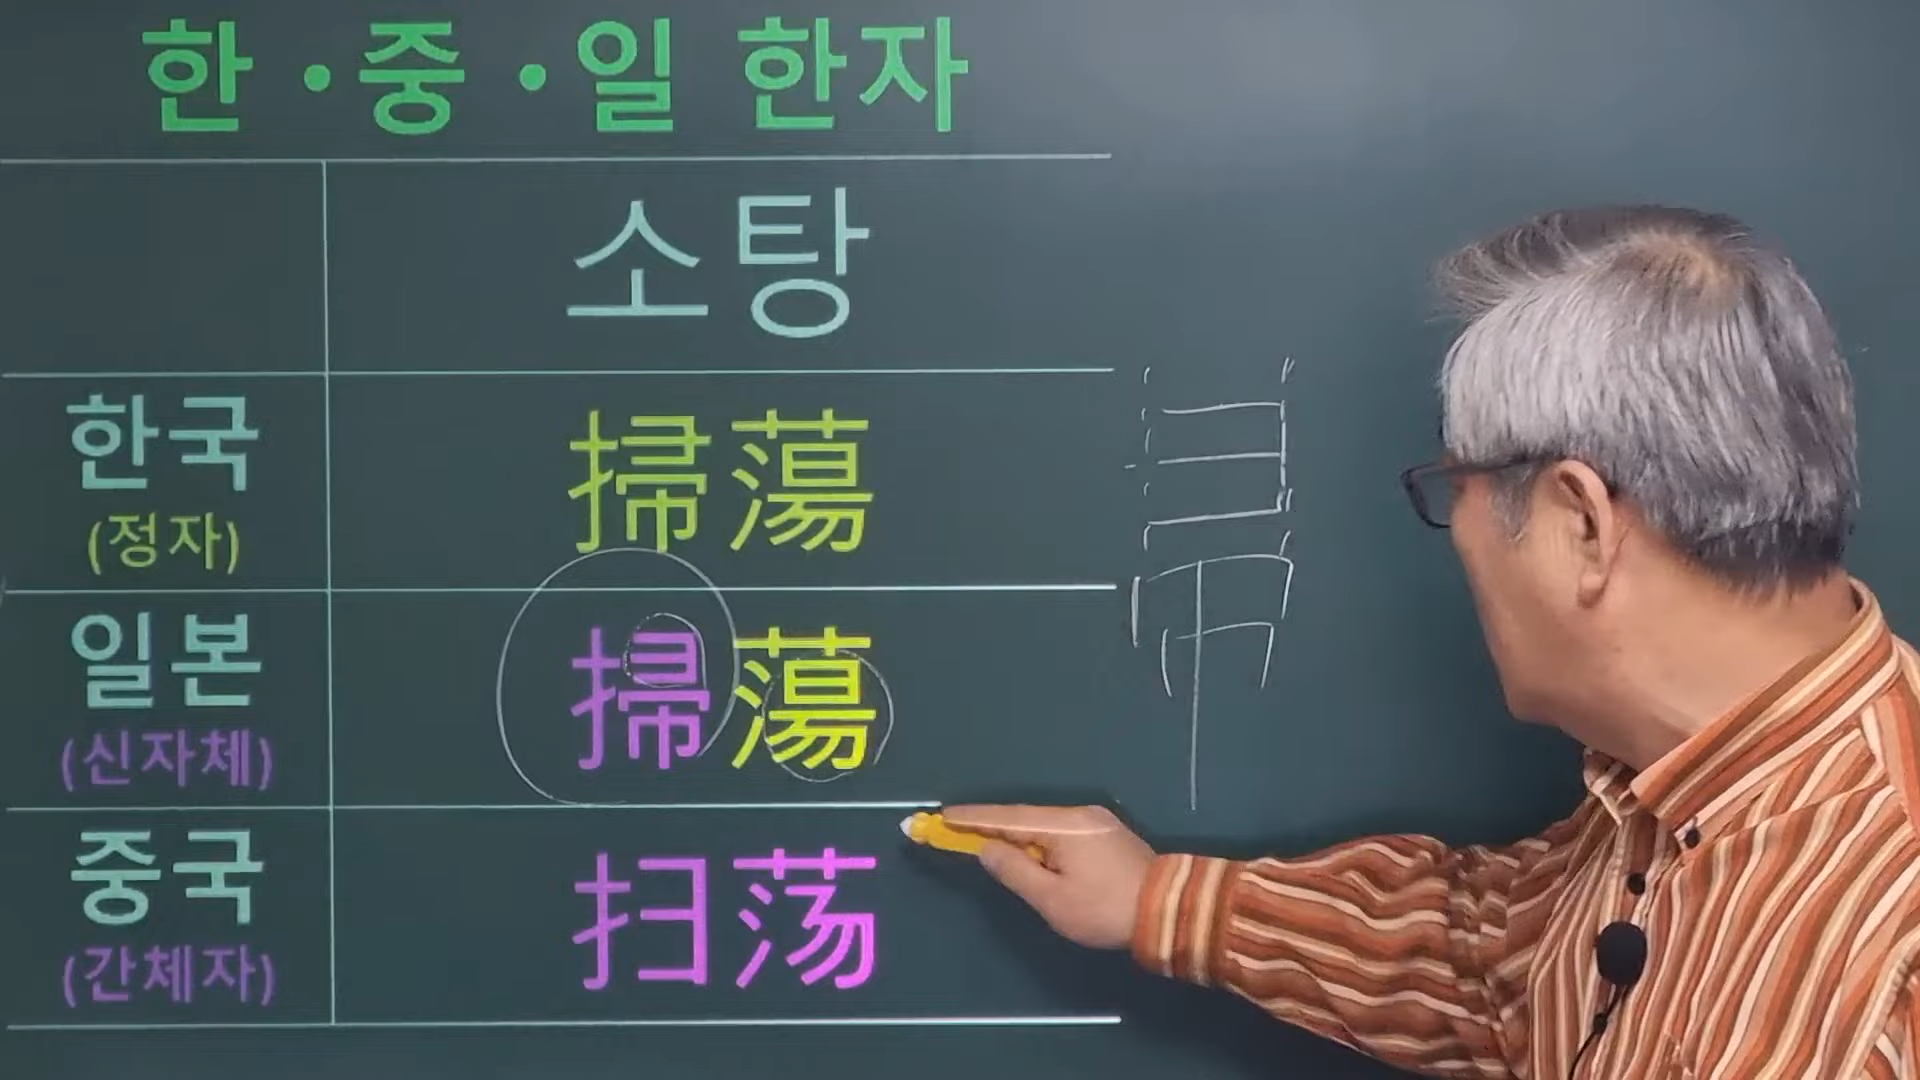 한·중·일 한자
소탕
한국 掃蕩
(정자)
일본 掃蕩
(신자체)
중국 扫荡
(간체자)